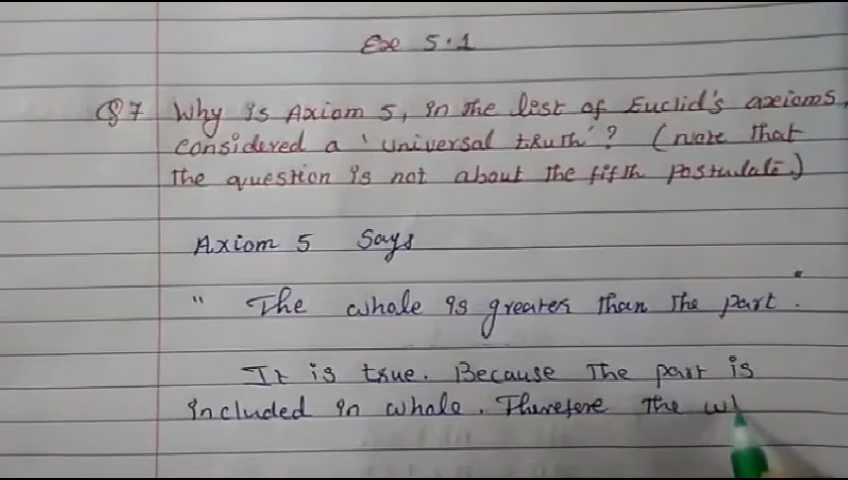 Exe 5.1
Q7 Why is Axiom 5, in the list of Euclid's axioms,
considered a 'universal truth'? (Note that
the question is not about the fifth postulate.)
Axiom 5 Says
" The whole is greater than the part."
It is true. Because the part is
included in whole. Therefore the wh